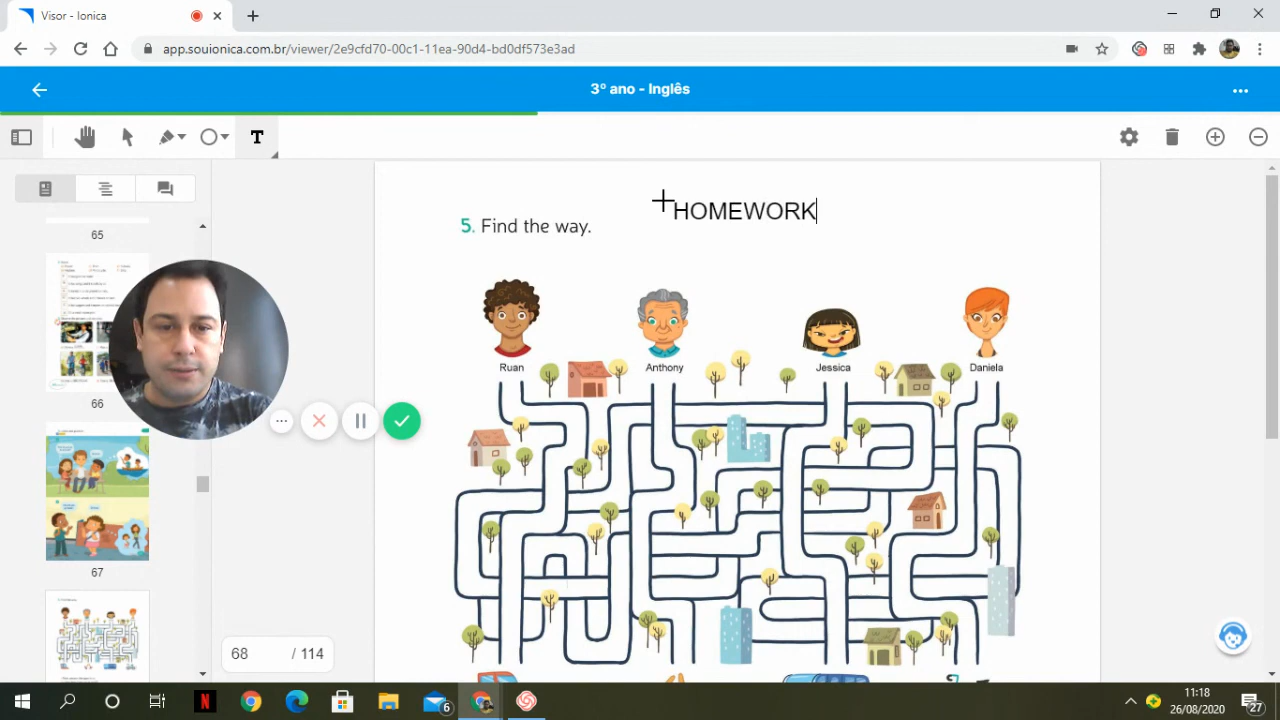 Visor - Ionica
app.souionica.com.br/viewer/2e9cfd70-00c1-11ea-90d4-bd0df573e3ad
3º ano - Inglês
T
HOMEWORK
5. Find the way.
65
66
67
68 / 114
Ruan
Anthony
Jessica
Daniela
6
11:18
26/08/2020
27